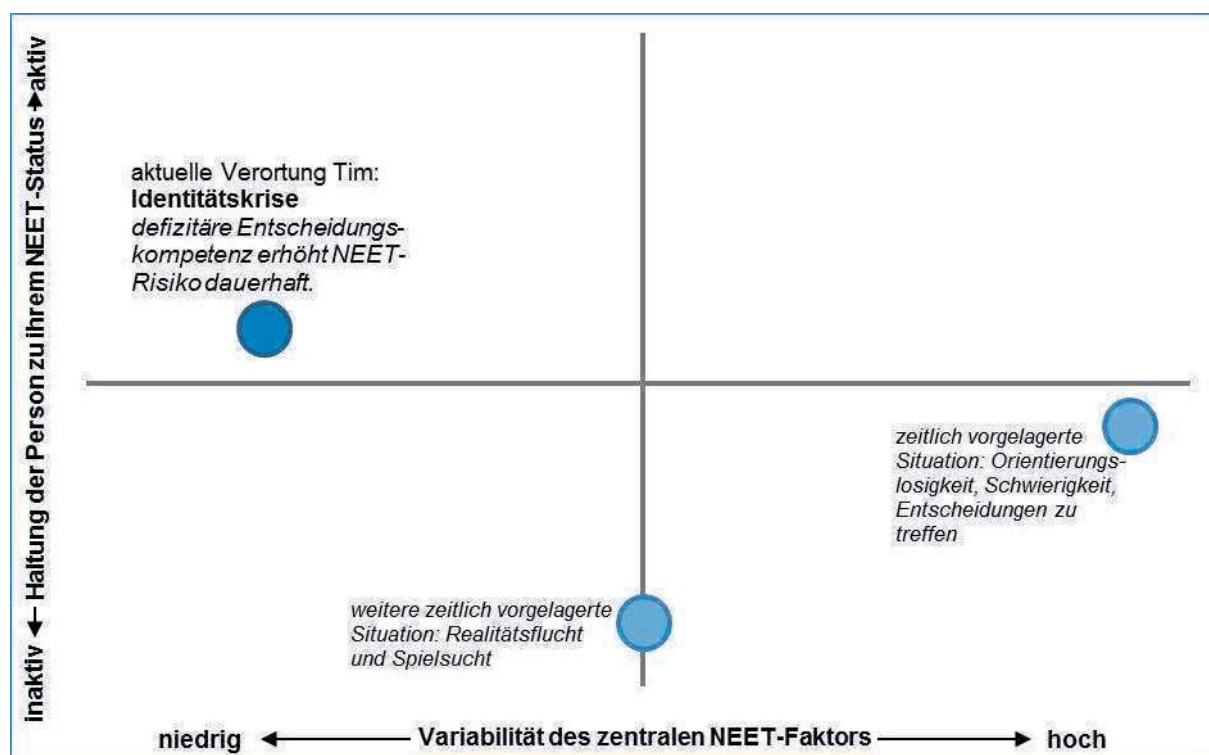 inaktiv ← Haltung der Person zu ihrem NEET-Status → aktiv
aktuelle Verortung Tim:
Identitätskrise
defizitäre Entscheidungs-
kompetenz erhöht NEET-
Risiko dauerhaft.
zeitlich vorgelagerte
Situation: Orientierungs-
losigkeit, Schwierigkeit,
Entscheidungen zu
treffen
weitere zeitlich vorgelagerte
Situation: Realitätsflucht
und Spielsucht
niedrig ← Variabilität des zentralen NEET-Faktors → hoch